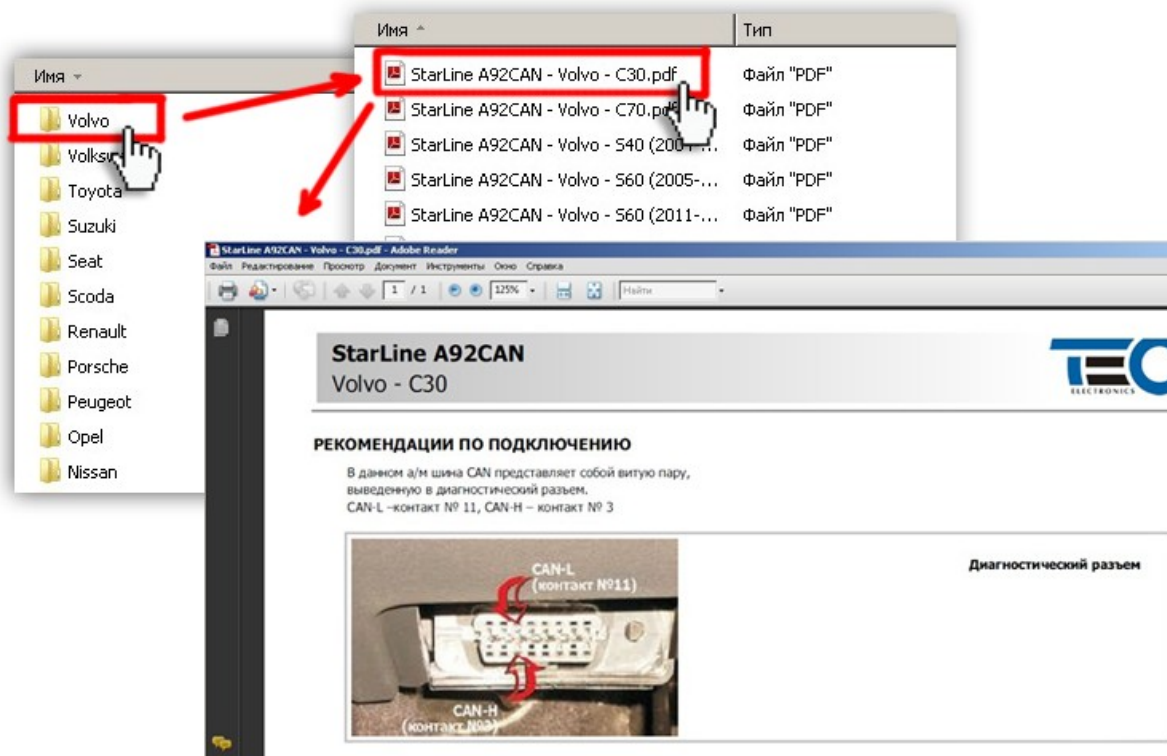 Имя
Volvo
Toyota
Suzuki
Seat
Scoda
Renault
Porsche
Peugeot
Opel
Nissan
Имя
Тип
StarLine A92CAN - Volvo - C30.pdf
Файл "PDF"
StarLine A92CAN - Volvo - C70.pdf
Файл "PDF"
StarLine A92CAN - Volvo - S40
Файл "PDF"
StarLine A92CAN - Volvo - S60 (2005-...
Файл "PDF"
StarLine A92CAN - Volvo - S60 (2011-...
Файл "PDF"
StarLine A92CAN - Volvo - C30.pdf - Adobe Reader
Файл Редактирование Просмотр Документ Инструменты Окно Справка
1 / 1 125% Найти
StarLine A92CAN
Volvo - C30
TEC
ELECTRONICS
РЕКОМЕНДАЦИИ ПО ПОДКЛЮЧЕНИЮ
В данном а/м шина CAN представляет собой витую пару,
выведенную в диагностический разъем.
CAN-L –контакт № 11, CAN-H – контакт № 3
CAN-L
(контакт №11)
CAN-H
(контакт №3)
Диагностический разъем